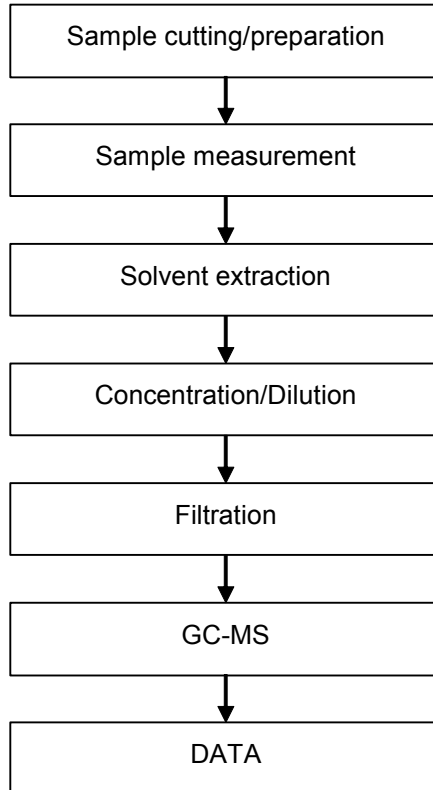 Sample cutting/preparation
Sample measurement
Solvent extraction
Concentration/Dilution
Filtration
GC-MS
DATA